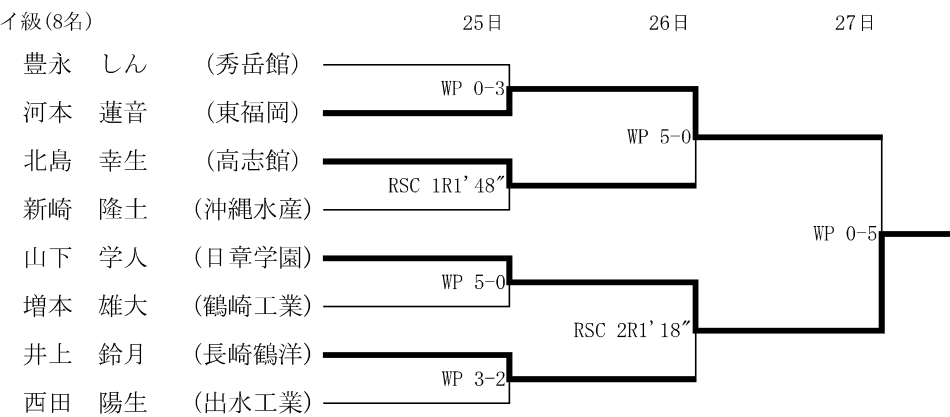 イ級(8名) 25日 26日 27日
豊永 しん (秀岳館)
WP 0-3
河本 蓮音 (東福岡)
WP 5-0
北島 幸生 (高志館)
RSC 1R1'48"
新崎 隆士 (沖縄水産)
WP 0-5
山下 学人 (日章学園)
WP 5-0
増本 雄大 (鶴崎工業)
RSC 2R1'18"
井上 鈴月 (長崎鶴洋)
WP 3-2
西田 陽生 (出水工業)